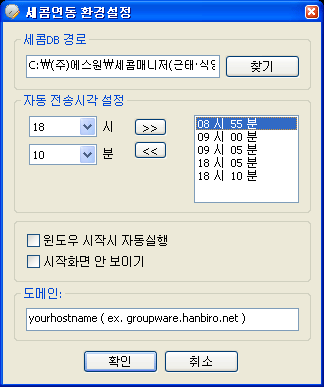 세콤연동 환경설정
세콤DB 경로
C:₩(주)에스원₩세콤매니저(근태·식
찾기
자동 전송시각 설정
18 시 >>
10 분 <<
08 시 55 분
09 시 00 분
09 시 05 분
18 시 05 분
18 시 10 분
윈도우 시작시 자동실행
시작화면 안 보이기
도메인:
yourhostname ( ex. groupware.hanbiro.net )
확인 취소